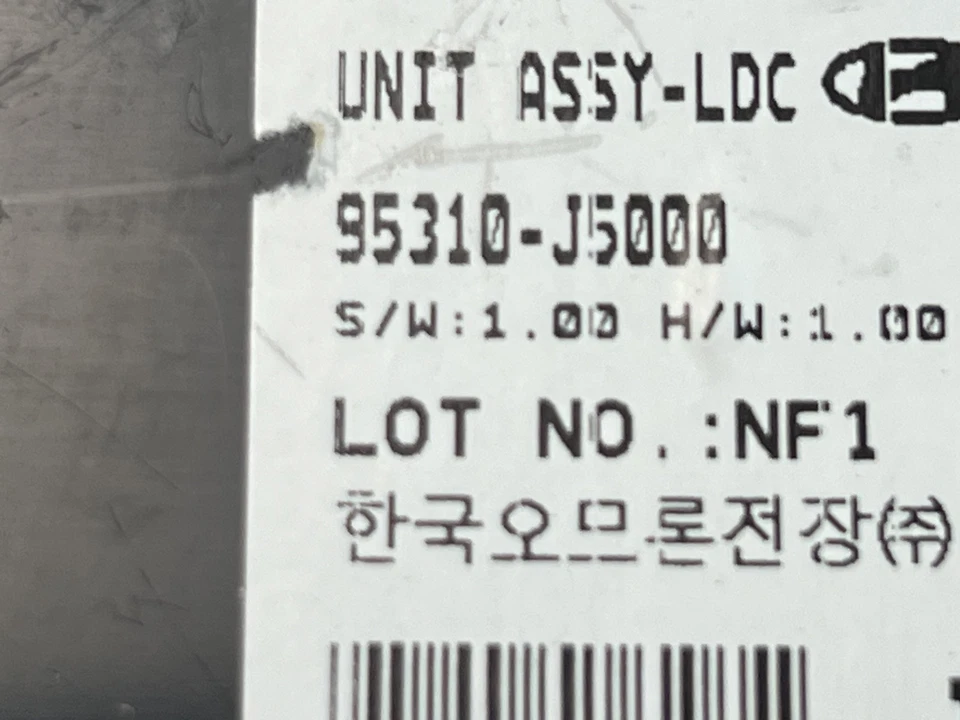 UNIT ASSY-LDC
95310-J5000
S/W:1.00 H/W:1.00
LOT NO.:NF1
한국오므론전장(주)